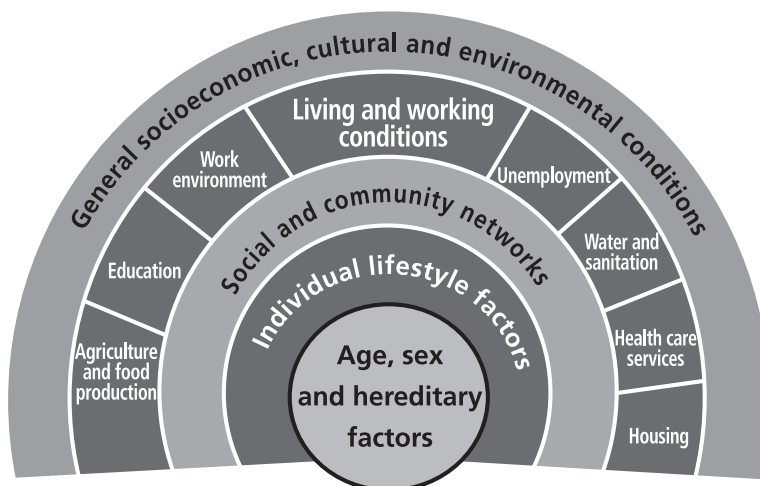 General socioeconomic, cultural and environmental conditions
Living and working
conditions
Work
environment
Unemployment
Education
Water and
sanitation
Agriculture
and food
production
Health care
services
Housing
Social and community networks
Individual lifestyle factors
Age, sex
and hereditary
factors